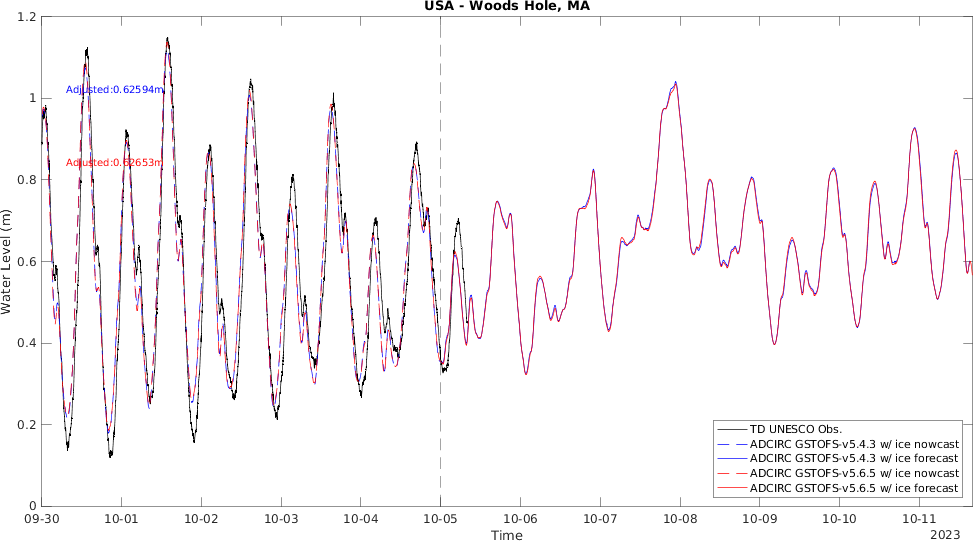 USA - Woods Hole, MA
1.2
1
0.8
0.6
0.4
0.2
0
Water Level (m)
Adjusted:0.62594m
Adjusted:0.62653m
TD UNESCO Obs.
ADCIRC GSTOFS-v5.4.3 w/ ice nowcast
ADCIRC GSTOFS-v5.4.3 w/ ice forecast
ADCIRC GSTOFS-v5.6.5 w/ ice nowcast
ADCIRC GSTOFS-v5.6.5 w/ ice forecast
09-30 10-01 10-02 10-03 10-04 10-05 10-06 10-07 10-08 10-09 10-10 10-11
Time
2023